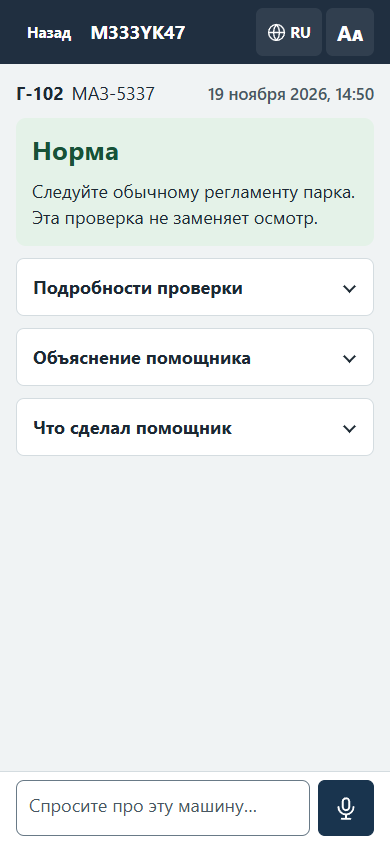 Назад М333УК47 RU Aa
Г-102 МАЗ-5337 19 ноября 2026, 14:50
Норма
Следуйте обычному регламенту парка.
Эта проверка не заменяет осмотр.
Подробности проверки
Объяснение помощника
Что сделал помощник
Спросите про эту машину...